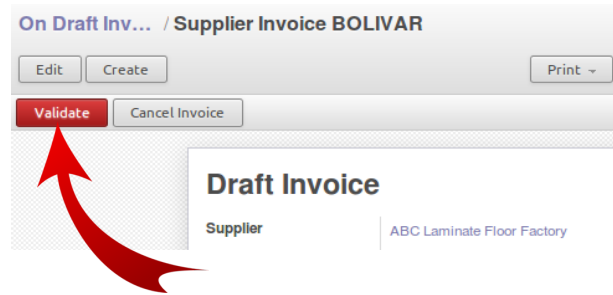 On Draft Inv... / Supplier Invoice BOLIVAR
Edit Create Print
Validate Cancel Invoice
Draft Invoice
Supplier ABC Laminate Floor Factory